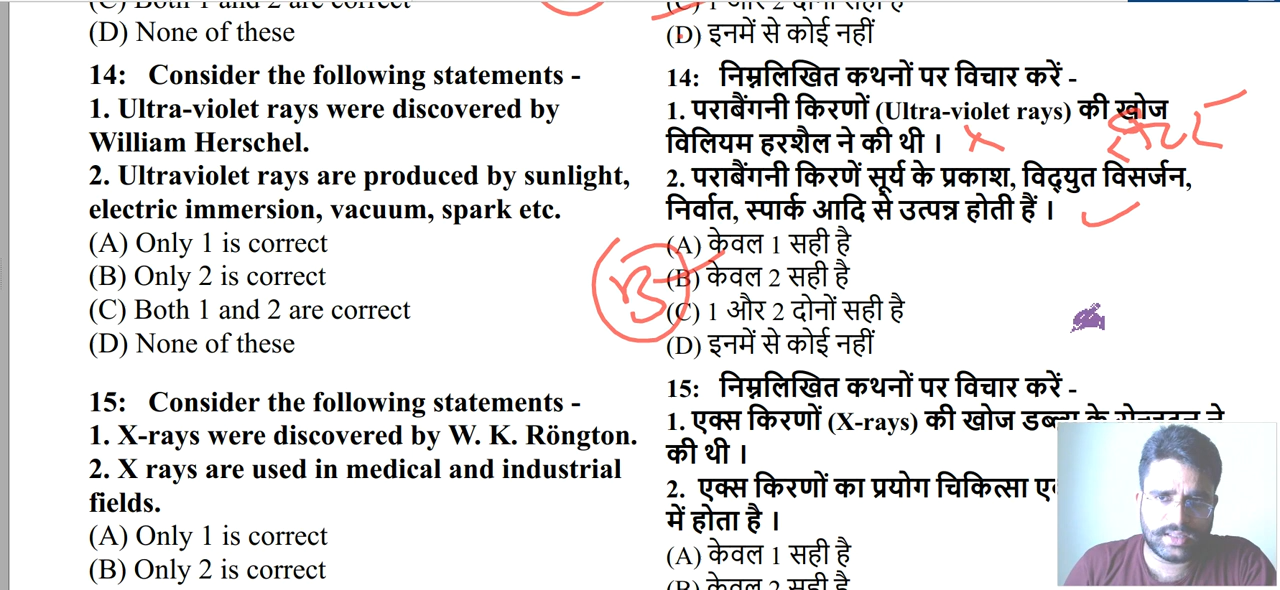 (D) None of these
(D) इनमें से कोई नहीं
14: Consider the following statements -
1. Ultra-violet rays were discovered by
William Herschel.
2. Ultraviolet rays are produced by sunlight,
electric immersion, vacuum, spark etc.
(A) Only 1 is correct
(B) Only 2 is correct
(C) Both 1 and 2 are correct
(D) None of these
14: निम्नलिखित कथनों पर विचार करें -
1. पराबैंगनी किरणों (Ultra-violet rays) की खोज
विलियम हरशैल ने की थी ।
2. पराबैंगनी किरणें सूर्य के प्रकाश, विद्युत विसर्जन,
निर्वात, स्पार्क आदि से उत्पन्न होती हैं ।
(A) केवल 1 सही है
(B) केवल 2 सही है
(C) 1 और 2 दोनों सही है
(D) इनमें से कोई नहीं
B
15: Consider the following statements -
1. X-rays were discovered by W. K. Röngton.
2. X rays are used in medical and industrial
fields.
(A) Only 1 is correct
(B) Only 2 is correct
15: निम्नलिखित कथनों पर विचार करें -
1. एक्स किरणों (X-rays) की खोज
की थी ।
2. एक्स किरणों का प्रयोग चिकित्सा
में होता है ।
(A) केवल 1 सही है
(B) केवल 2 सही है